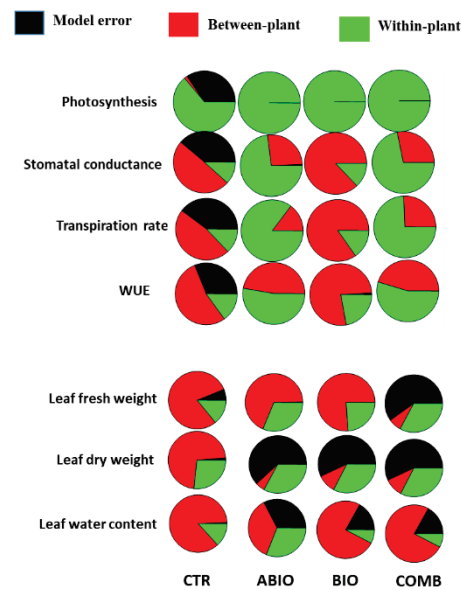 Model error Between-plant Within-plant
Photosynthesis
Stomatal conductance
Transpiration rate
WUE
Leaf fresh weight
Leaf dry weight
Leaf water content
CTR ABIO BIO COMB